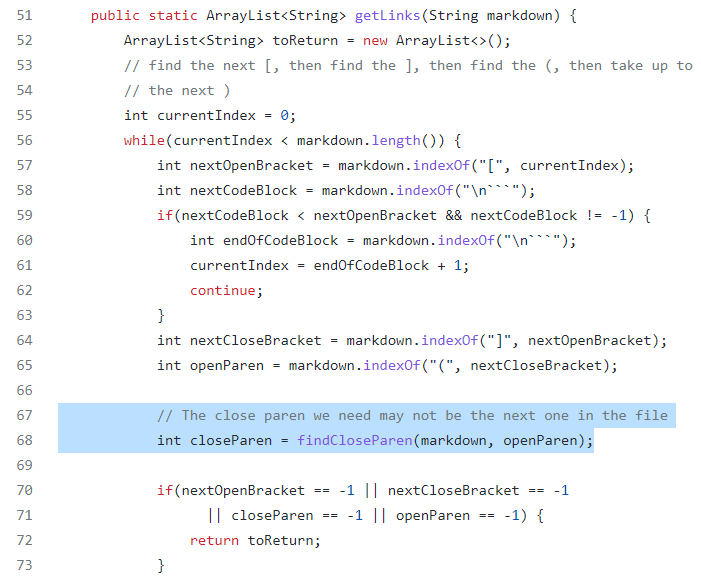 51 public static ArrayList<String> getLinks(String markdown) {
52 ArrayList<String> toReturn = new ArrayList<>();
53 // find the next [, then find the ], then find the (, then take up to
54 // the next )
55 int currentIndex = 0;
56 while(currentIndex < markdown.length()) {
57 int nextOpenBracket = markdown.indexOf("[", currentIndex);
58 int nextCodeBlock = markdown.indexOf("\n```");
59 if(nextCodeBlock < nextOpenBracket && nextCodeBlock != -1) {
60 int endOfCodeBlock = markdown.indexOf("\n```");
61 currentIndex = endOfCodeBlock + 1;
62 continue;
63 }
64 int nextCloseBracket = markdown.indexOf("]", nextOpenBracket);
65 int openParen = markdown.indexOf("(", nextCloseBracket);
66
67 // The close paren we need may not be the next one in the file
68 int closeParen = findCloseParen(markdown, openParen);
69
70 if(nextOpenBracket == -1 || nextCloseBracket == -1
71 || closeParen == -1 || openParen == -1) {
72 return toReturn;
73 }